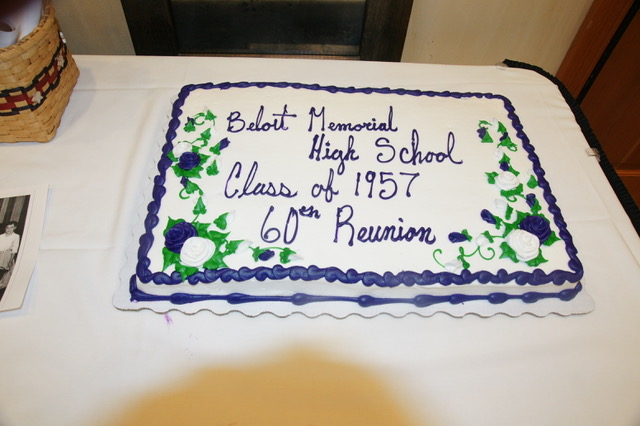 Beloit Memorial
High School
Class of 1957
60th Reunion